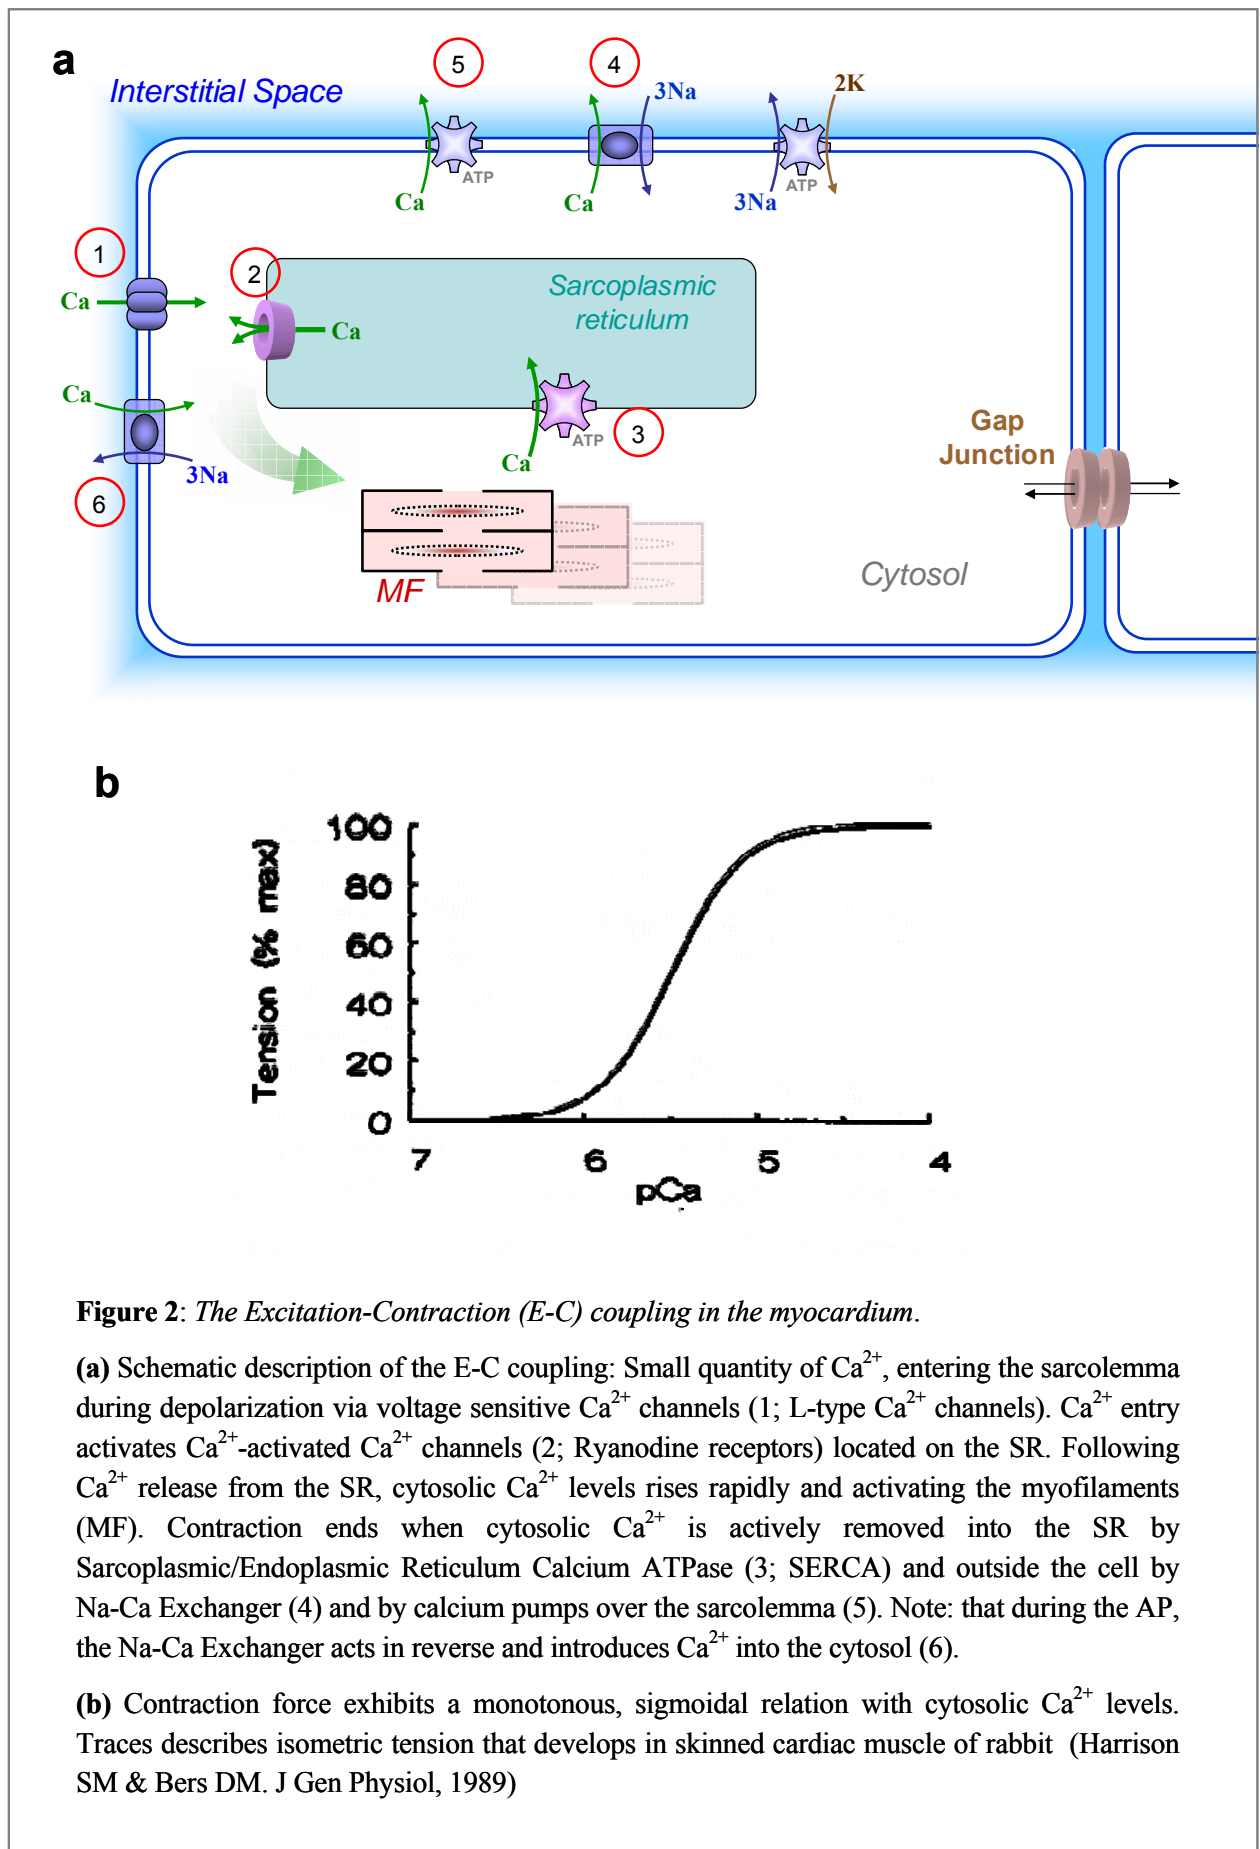 a
Interstitial Space
5
4
3Na
2K
ATP
Ca
Ca
3Na
ATP
1
2
Ca
Sarcoplasmic
reticulum
Ca
Ca
ATP
3
Ca
3Na
6
Gap
Junction
MF
Cytosol
b
Tension (% max)
100
80
60
40
20
0
7
6
5
4
pCa
Figure 2: The Excitation-Contraction (E-C) coupling in the myocardium.
(a) Schematic description of the E-C coupling: Small quantity of Ca2+, entering the sarcolemma
during depolarization via voltage sensitive Ca2+ channels (1; L-type Ca2+ channels). Ca2+ entry
activates Ca2+-activated Ca2+ channels (2; Ryanodine receptors) located on the SR. Following
Ca2+ release from the SR, cytosolic Ca2+ levels rises rapidly and activating the myofilaments
(MF). Contraction ends when cytosolic Ca2+ is actively removed into the SR by
Sarcoplasmic/Endoplasmic Reticulum Calcium ATPase (3; SERCA) and outside the cell by
Na-Ca Exchanger (4) and by calcium pumps over the sarcolemma (5). Note: that during the AP,
the Na-Ca Exchanger acts in reverse and introduces Ca2+ into the cytosol (6).
(b) Contraction force exhibits a monotonous, sigmoidal relation with cytosolic Ca2+ levels.
Traces describes isometric tension that develops in skinned cardiac muscle of rabbit (Harrison
SM & Bers DM. J Gen Physiol, 1989)